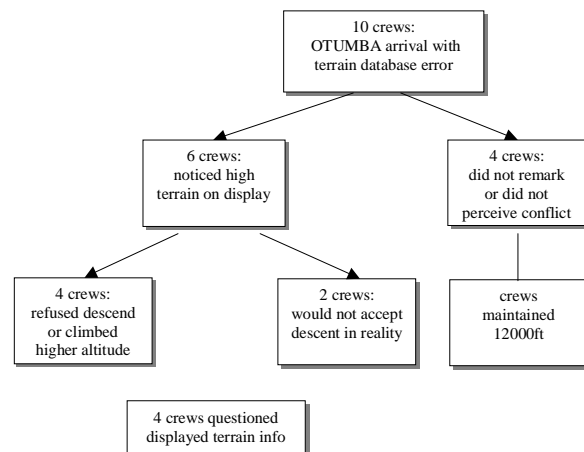 10 crews:
OTUMBA arrival with
terrain database error
6 crews:
noticed high
terrain on display
4 crews:
did not remark
or did not
perceive conflict
4 crews:
refused descend
or climbed
higher altitude
2 crews:
would not accept
descent in reality
crews
maintained
12000ft
4 crews questioned
displayed terrain info